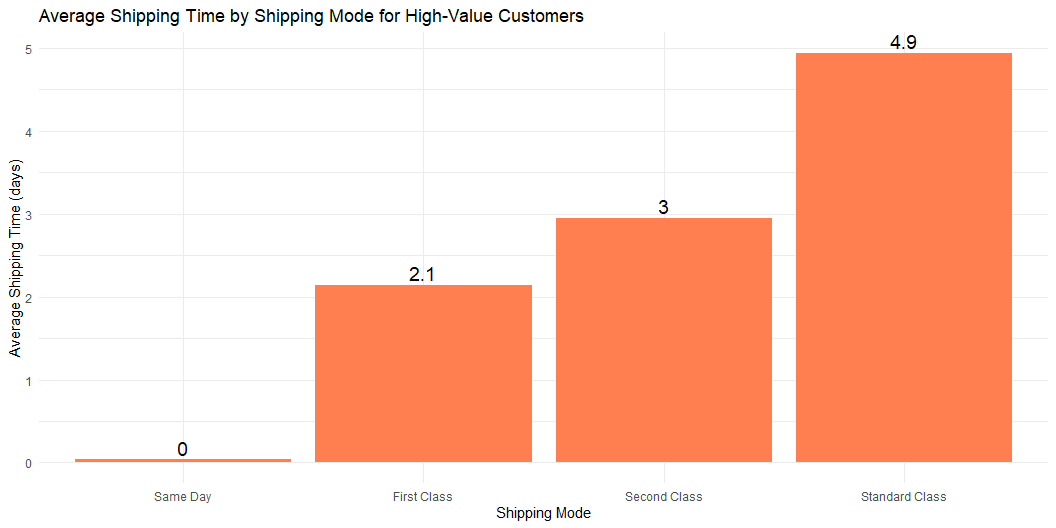 Average Shipping Time by Shipping Mode for High-Value Customers
Average Shipping Time (days)
5
4
3
2
1
0
0
2.1
3
4.9
Same Day
First Class
Second Class
Standard Class
Shipping Mode